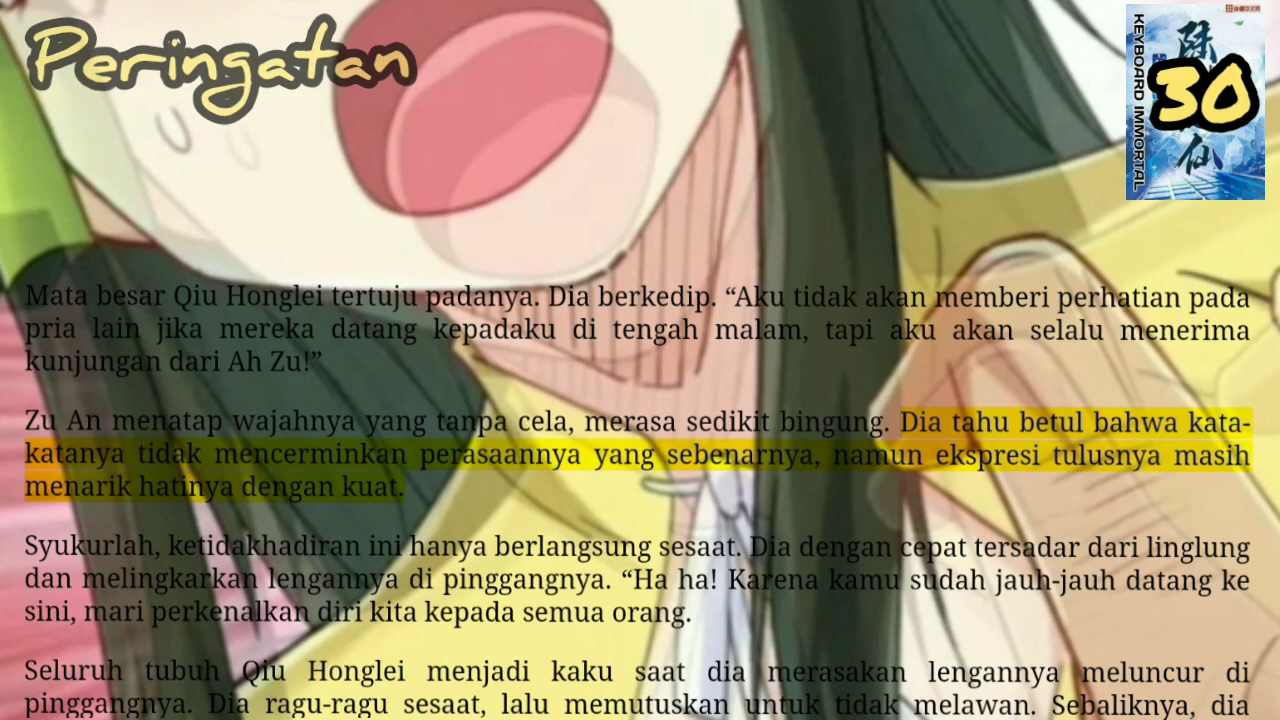 Peringatan
KEYBOARD IMMORTAL
30
仙
Mata besar Qiu Honglei tertuju padanya. Dia berkedip. “Aku tidak akan memberi perhatian pada
pria lain jika mereka datang kepadaku di tengah malam, tapi aku akan selalu menerima
kunjungan dari Ah Zu!”
Zu An menatap wajahnya yang tanpa cela, merasa sedikit bingung. Dia tahu betul bahwa kata-
katanya tidak mencerminkan perasaannya yang sebenarnya, namun ekspresi tulusnya masih
menarik hatinya dengan kuat.
Syukurlah, ketidakhadiran ini hanya berlangsung sesaat. Dia dengan cepat tersadar dari linglung
dan melingkarkan lengannya di pinggangnya. “Ha ha! Karena kamu sudah jauh-jauh datang ke
sini, mari perkenalkan diri kita kepada semua orang.
Seluruh tubuh Qiu Honglei menjadi kaku saat dia merasakan lengannya meluncur di
pinggangnya. Dia ragu-ragu sesaat, lalu memutuskan untuk tidak melawan. Sebaliknya, dia